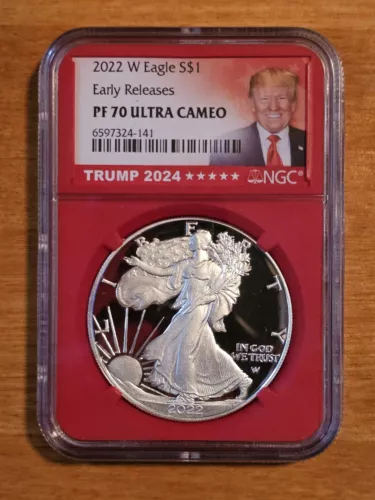 2022 W Eagle S$1
Early Releases
PF 70 ULTRA CAMEO
6597324-141
TRUMP 2024 ★★★★★ NGC®
LIBERTY
IN GOD
WE TRUST
W
2022